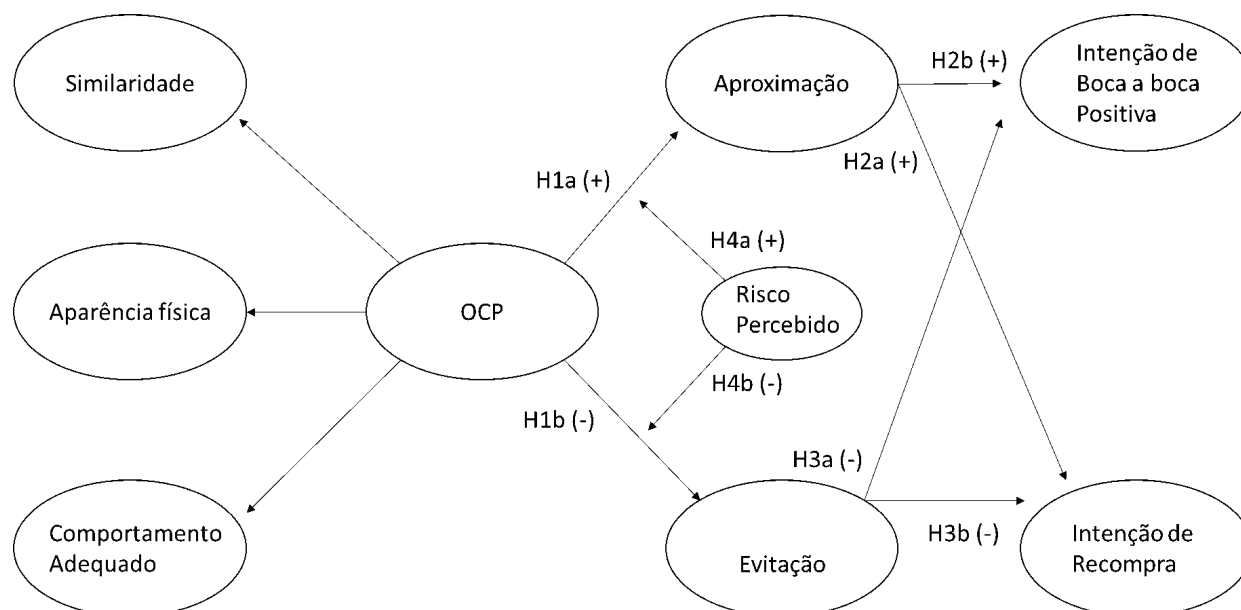 Similaridade
Aproximação
H2b (+)
Intenção de
Boca a boca
Positiva
H1a (+)
H2a (+)
H4a (+)
Aparência física
OCP
Risco
Percebido
H4b (-)
H1b (-)
H3a (-)
Comportamento
Adequado
Evitação
H3b (-)
Intenção de
Recompra